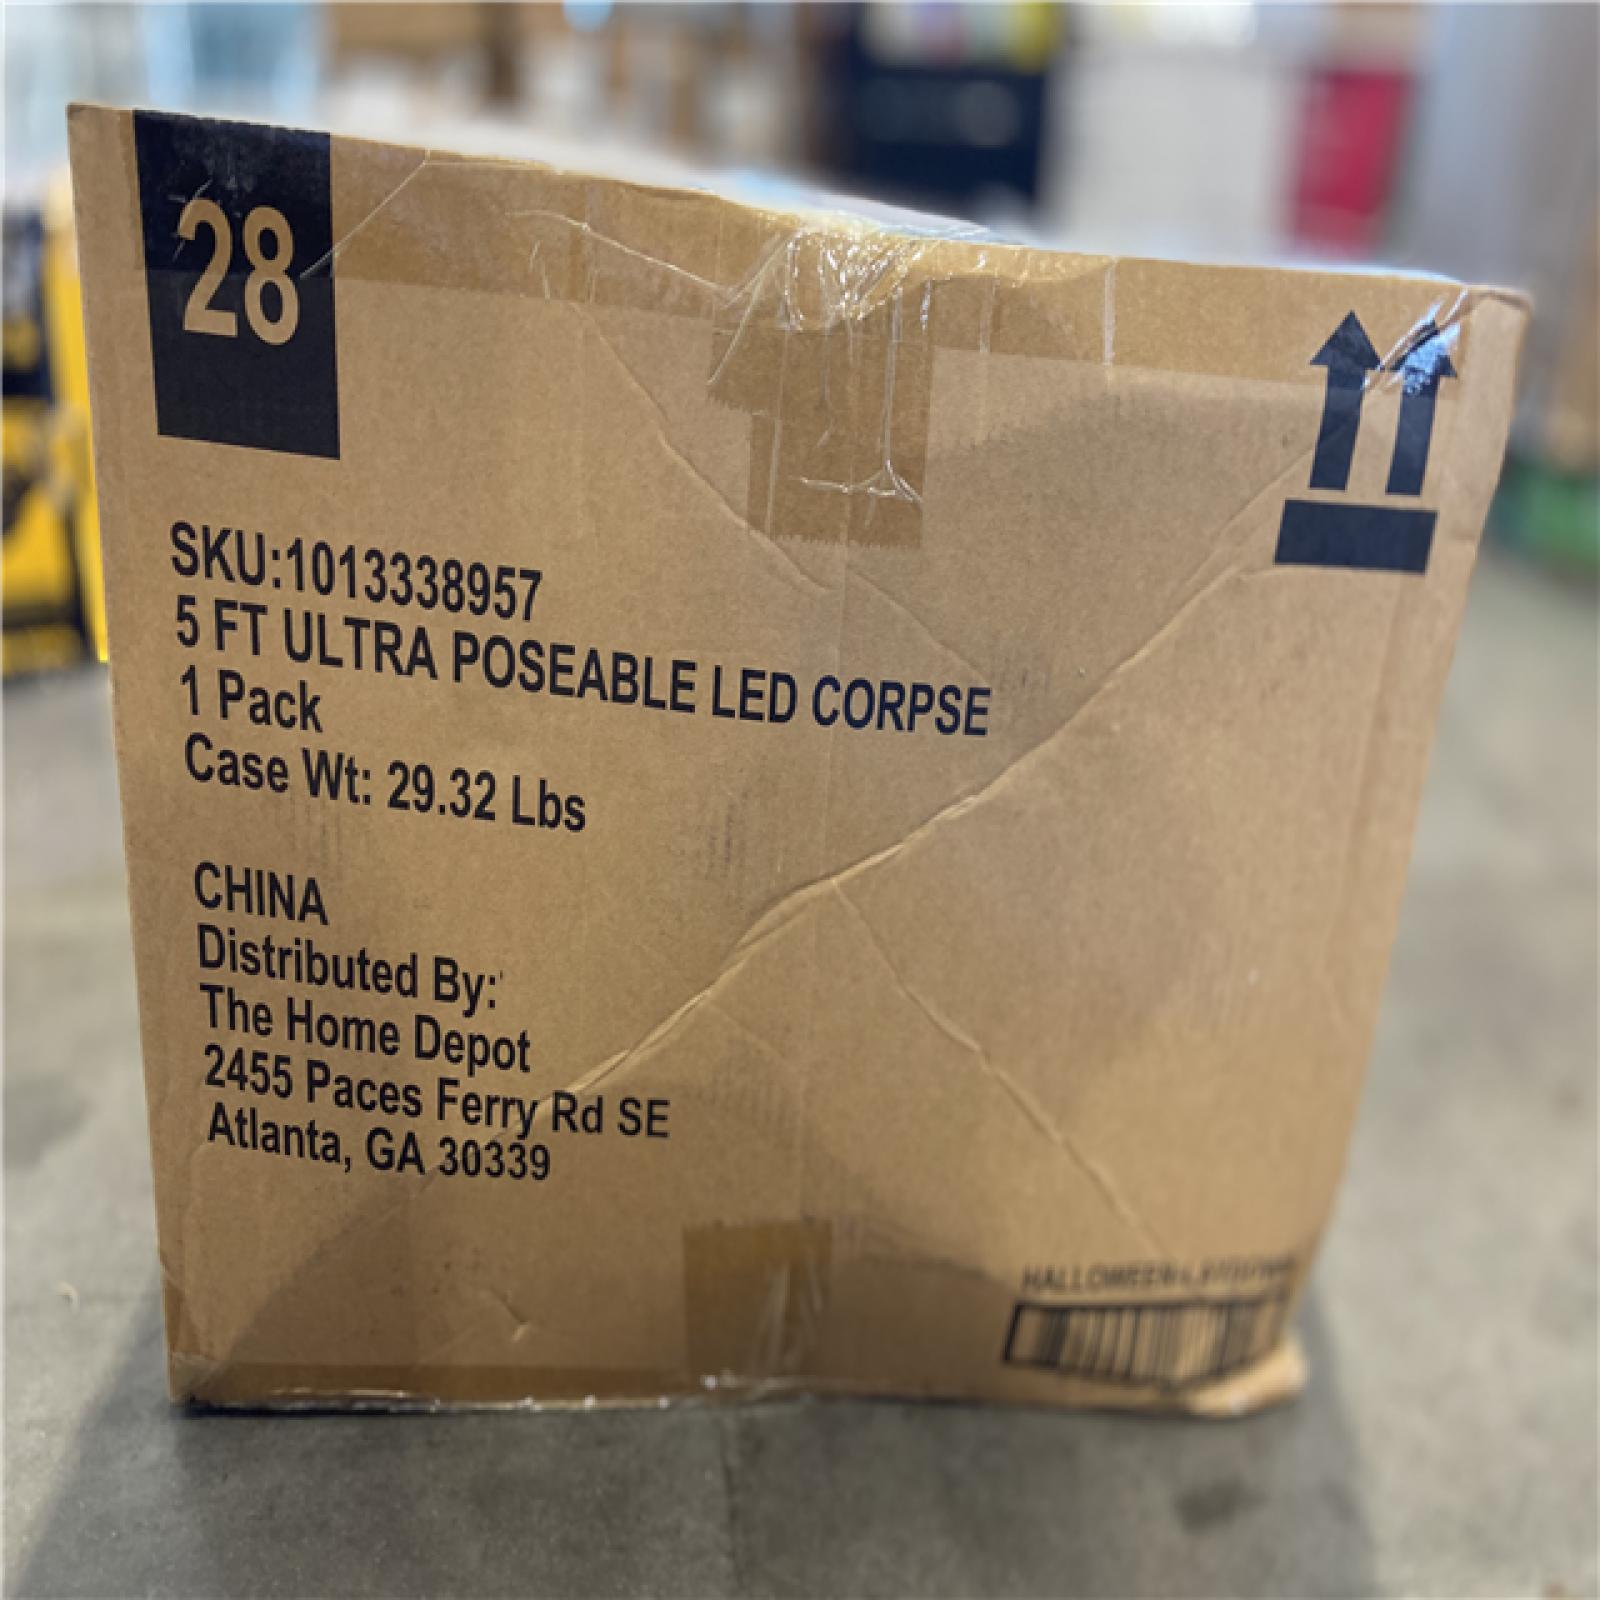 28
SKU:1013338957
5 FT ULTRA POSEABLE LED CORPSE
1 Pack
Case Wt: 29.32 Lbs
CHINA
Distributed By:
The Home Depot
2455 Paces Ferry Rd SE
Atlanta, GA 30339